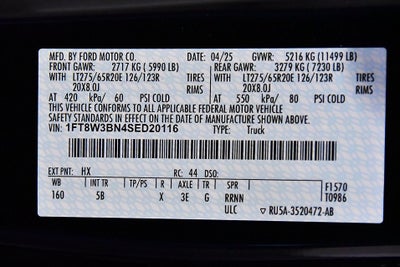 MFD. BY FORD MOTOR CO. 04/25 GVWR: 5216 KG (11499 LB)
FRONT GAWR: 2717 KG (5990 LB) REAR GAWR: 3279 KG (7230 LB)
WITH LT275/65R20E 126/123R WITH LT275/65R20E 126/123R
20X8.0J 20X8.0J
AT 420 kPa/ 60 PSI COLD AT 550 kPa/ 80 PSI COLD
THIS VEHICLE CONFORMS TO ALL APPLICABLE FEDERAL MOTOR VEHICLE
SAFETY STANDARDS IN EFFECT ON THE DATE OF MANUFACTURE SHOWN ABOVE.
VIN: 1FT8W3BN4SED20116 TYPE: Truck
EXT PNT: HX RC: 44 DSO:
WB INT TR TP/PS R AXLE TR SPR F1570
160 5B X 3E G RRNN T0986
ULC RU5A-3520472-AB